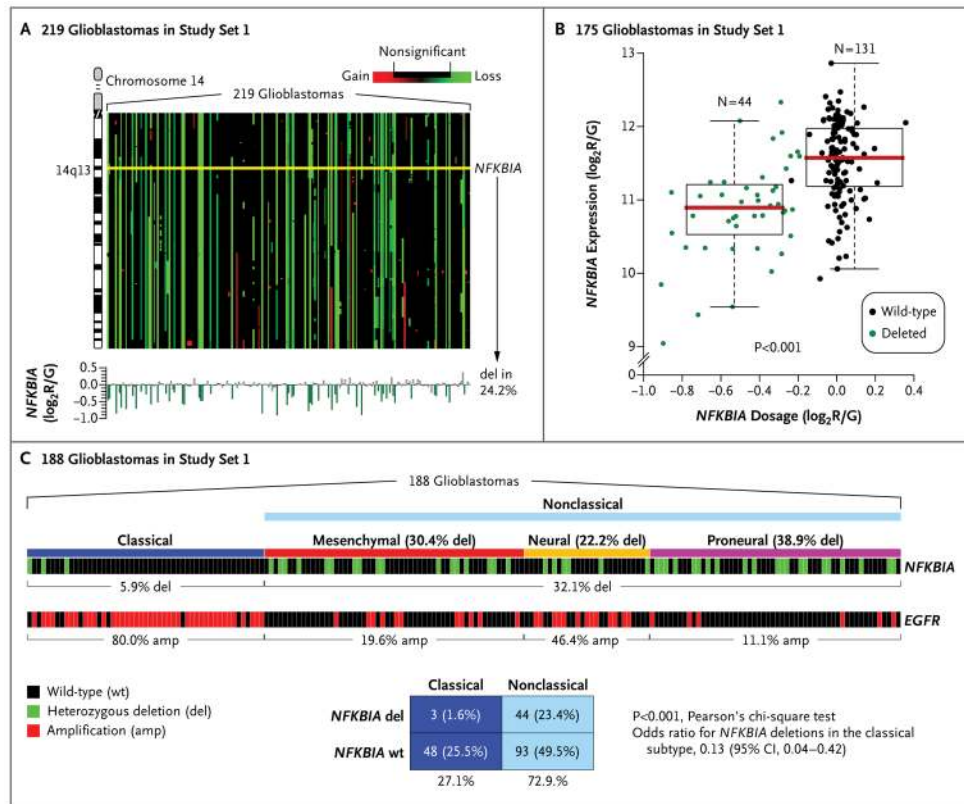 A 219 Glioblastomas in Study Set 1
Nonsignificant
Gain
Loss
Chromosome 14
219 Glioblastomas
14q13
NFKBIA
NFKBIA
(log2R/G)
0.5
0.0
−0.5
−1.0
del in
24.2%
B 175 Glioblastomas in Study Set 1
NFKBIA Expression (log2R/G)
13
12
11
10
9
0
N=44
N=131
Wild-type
Deleted
P<0.001
−1.0 −0.8 −0.6 −0.4 −0.2 0.0 0.2 0.4
NFKBIA Dosage (log2R/G)
C 188 Glioblastomas in Study Set 1
188 Glioblastomas
Nonclassical
Classical Mesenchymal (30.4% del) Neural (22.2% del) Proneural (38.9% del)
NFKBIA
5.9% del 32.1% del
EGFR
80.0% amp 19.6% amp 46.4% amp 11.1% amp
Wild-type (wt)
Heterozygous deletion (del)
Amplification (amp)
Classical Nonclassical
NFKBIA del 3 (1.6%) 44 (23.4%)
NFKBIA wt 48 (25.5%) 93 (49.5%)
27.1% 72.9.%
P<0.001, Pearson's chi-square test
Odds ratio for NFKBIA deletions in the classical
subtype, 0.13 (95% CI, 0.04–0.42)